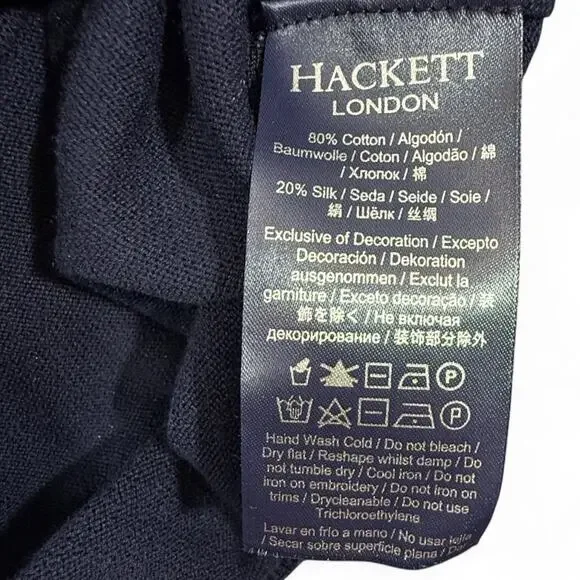 HACKETT
LONDON
80% Cotton / Algodón /
Baumwolle / Coton / Algodão / 綿
/ Хлопок / 棉
20% Silk / Seda / Seide / Soie /
絹 / Шёлк / 丝绸
Exclusive of Decoration / Excepto
Decoración / Dekoration
ausgenommen / Exclut la
garniture / Exceto decoração / 装
飾を除く / Не включая
декорирование / 装饰部分除外
Hand Wash Cold / Do not bleach /
Dry flat / Reshape whilst damp / Do
not tumble dry / Cool iron / Do not
iron on embroidery / Do not iron on
trims / Drycleanable / Do not use
Trichloroethylene
Lavar en frío a mano / No usar lejía
/ Secar sobre superficie plana /